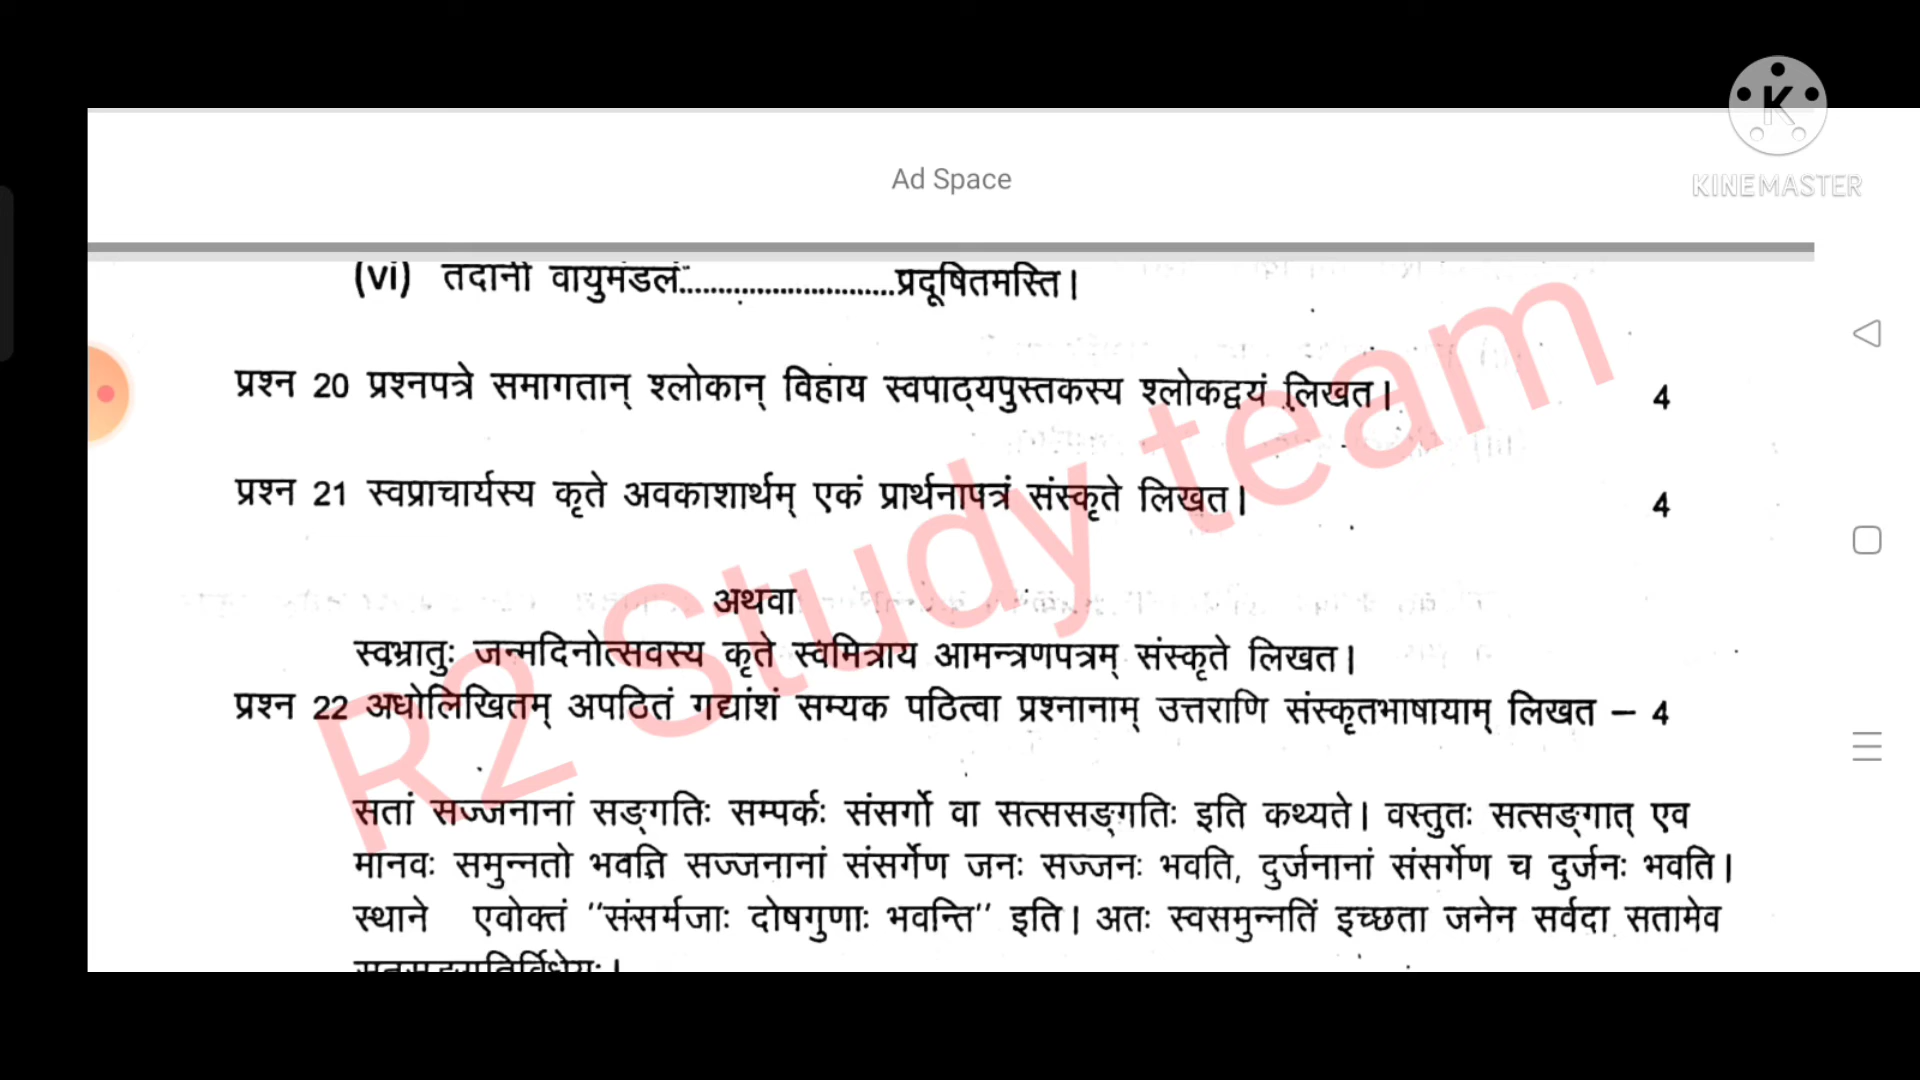 K
KINEMASTER
Ad Space
(vi) तदानीं वायुमंडलं...........................प्रदूषितमस्ति।
प्रश्न 20 प्रश्नपत्रे समागतान् श्लोकान् विहाय स्वपाठ्यपुस्तकस्य श्लोकद्वयं लिखत। 4
प्रश्न 21 स्वप्राचार्यस्य कृते अवकाशार्थम् एकं प्रार्थनापत्रं संस्कृते लिखत। 4
अथवा
स्वभ्रातुः जन्मदिनोत्सवस्य कृते स्वमित्राय आमन्त्रणपत्रम् संस्कृते लिखत।
प्रश्न 22 अधोलिखितम् अपठितं गद्यांशं सम्यक पठित्वा प्रश्नानाम् उत्तराणि संस्कृतभाषायाम् लिखत – 4
सतां सज्जनानां सङ्गतिः सम्पर्कः संसर्गो वा सत्ससङ्गतिः इति कथ्यते। वस्तुतः सत्सङ्गात् एव
मानवः समुन्नतो भवति सज्जनानां संसर्गेण जनः सज्जनः भवति, दुर्जनानां संसर्गेण च दुर्जनः भवति।
स्थाने एवोक्तं "संसर्मजाः दोषगुणाः भवन्ति" इति। अतः स्वसमुन्नतिं इच्छता जनेन सर्वदा सतामेव
R2 Study team